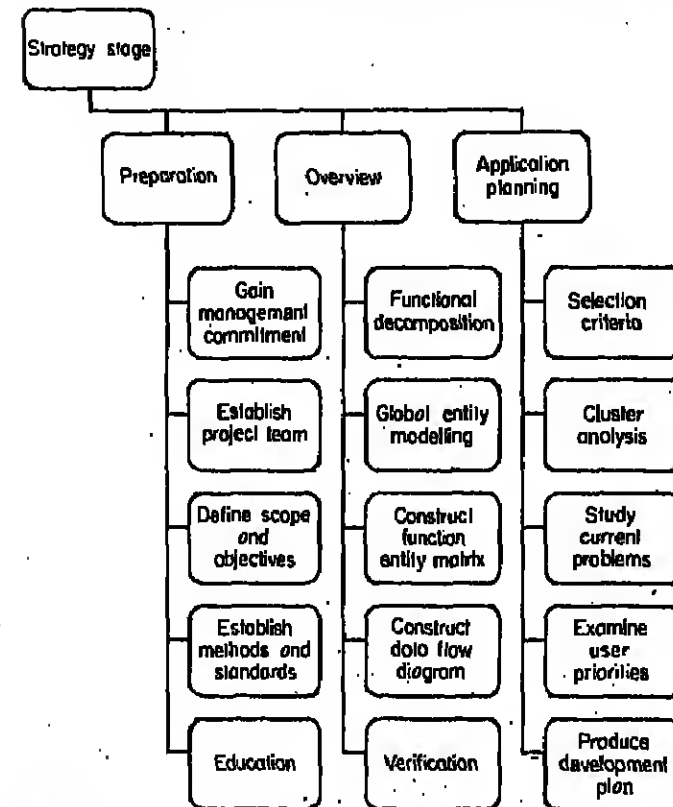 Strategy stage
Preparation
Overview
Application
planning
Gain
management
commitment
Establish
project team
Define scope
and
objectives
Establish
methods and
standards
Education
Functional
decomposition
Global entity
modelling
Construct
function
entity matrix
Construct
data flow
diagram
Verification
Selection
criteria
Cluster
analysis
Study
current
problems
Examine
user
priorities
Produce
development
plan